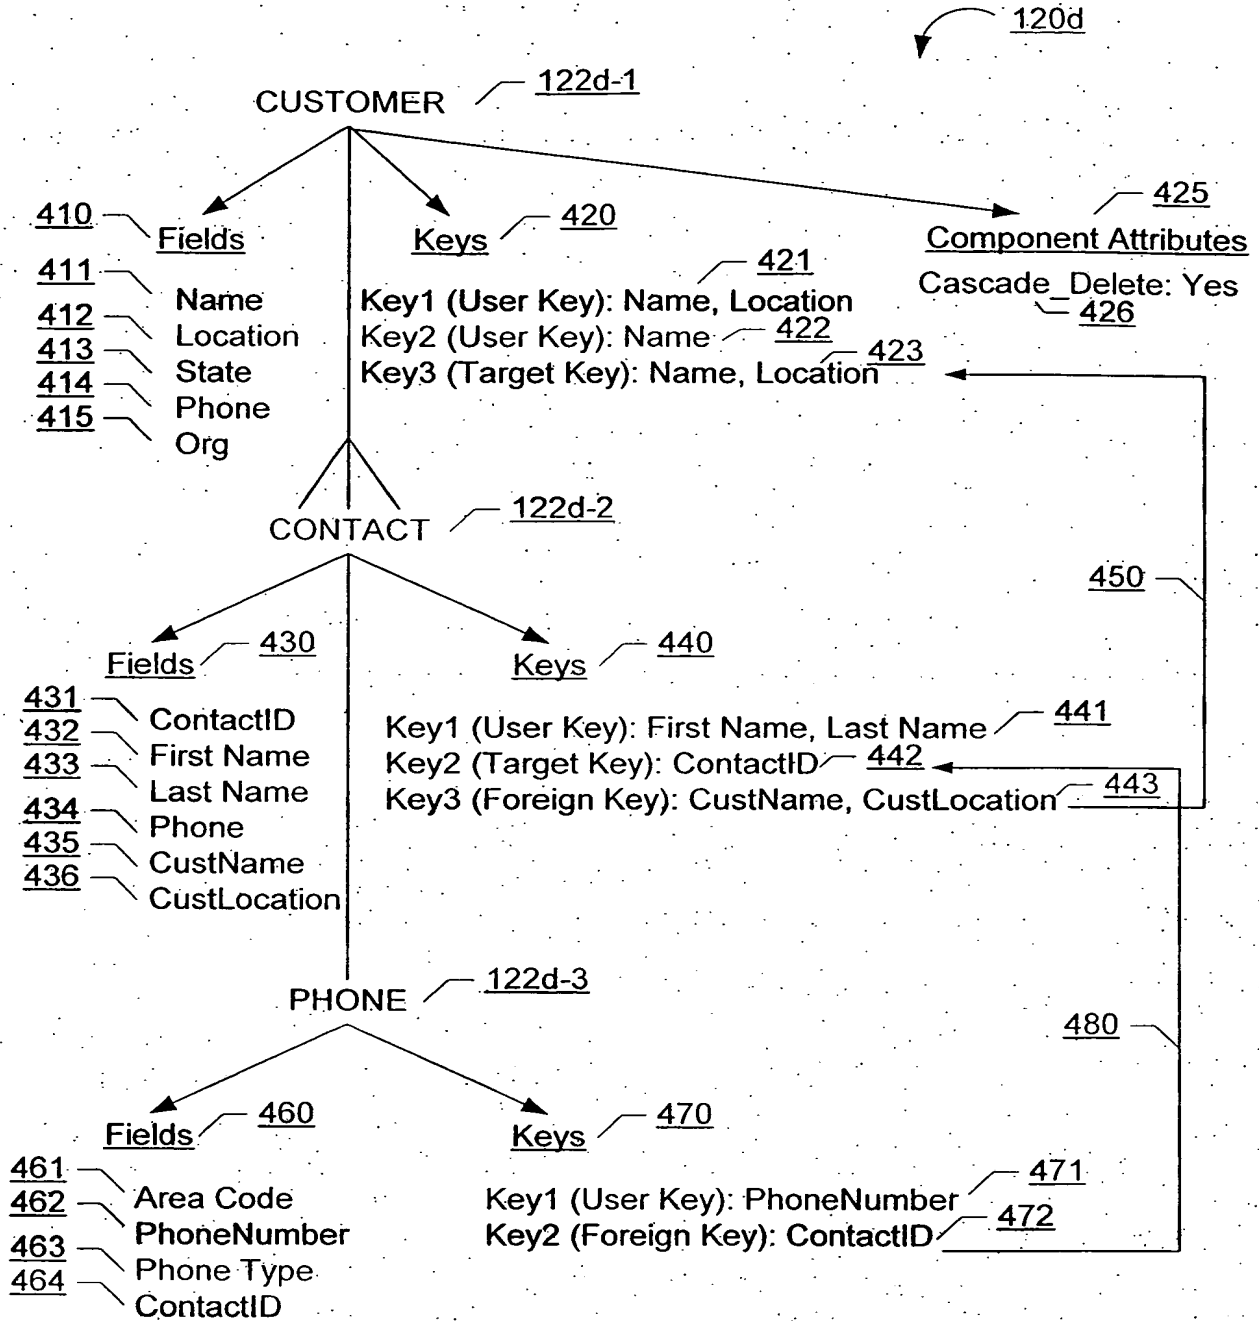 120d
CUSTOMER 122d-1
410 Fields
420 Keys
425 Component Attributes
Cascade_Delete: Yes
426
411 Name
412 Location
413 State
414 Phone
415 Org
421
Key1 (User Key): Name, Location
Key2 (User Key): Name 422
423
Key3 (Target Key): Name, Location
CONTACT 122d-2
450
Fields 430
Keys 440
431 ContactID
432 First Name
433 Last Name
434 Phone
435 CustName
436 CustLocation
Key1 (User Key): First Name, Last Name 441
Key2 (Target Key): ContactID 442
Key3 (Foreign Key): CustName, CustLocation 443
PHONE 122d-3
480
Fields 460
Keys 470
461 Area Code
462 PhoneNumber
463 Phone Type
464 ContactID
Key1 (User Key): PhoneNumber 471
Key2 (Foreign Key): ContactID 472